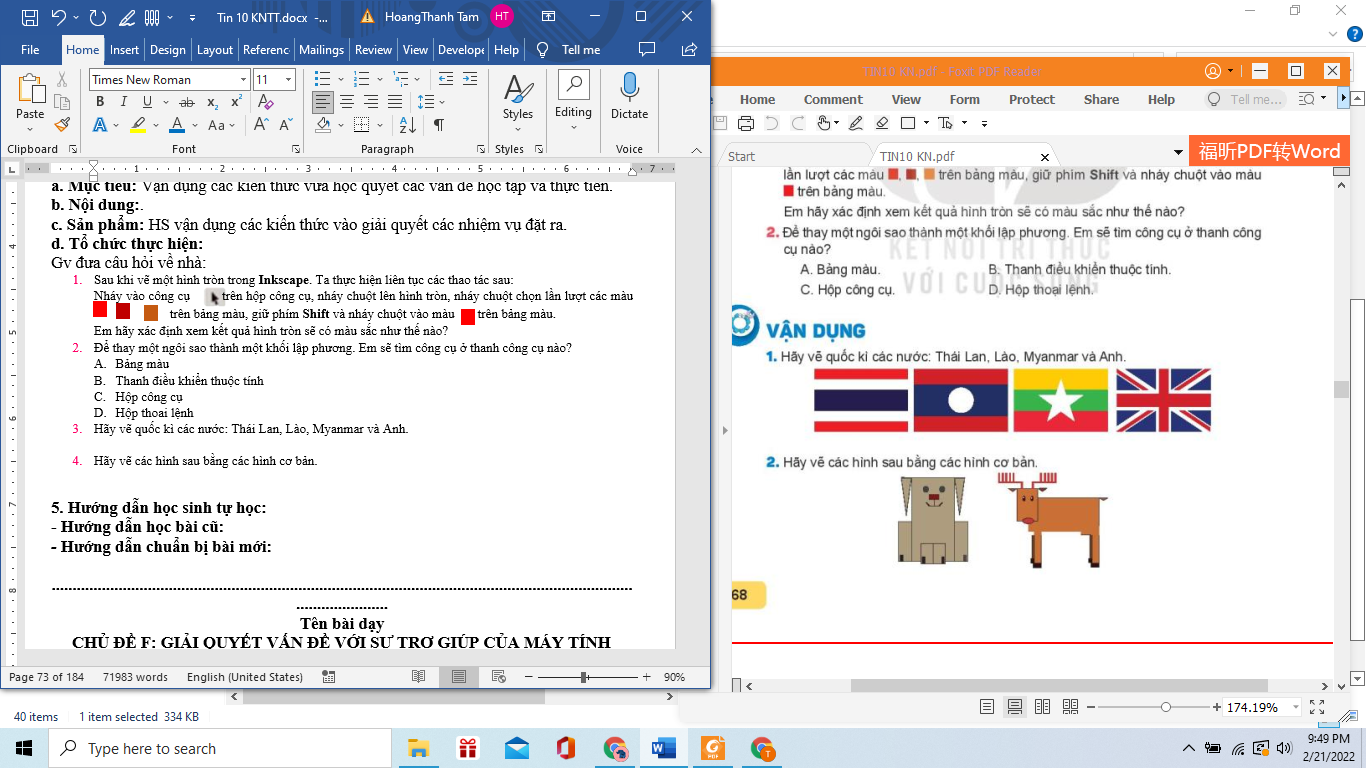 Tin 10 KNTT.docx -...
HoangThanh Tam
HT
File
Home
Insert
Design
Layout
Referenc
Mailings
Review
View
Develope
Help
Tell me
Paste
Clipboard
Times New Roman
11
Font
Paragraph
Styles
Styles
Editing
Dictate
Voice
a. Mục tiêu: Vận dụng các kiến thức vừa học quyết các vấn đề học tập và thực tiễn.
b. Nội dung:.
c. Sản phẩm: HS vận dụng các kiến thức vào giải quyết các nhiệm vụ đặt ra.
d. Tổ chức thực hiện:
Gv đưa câu hỏi về nhà:
1. Sau khi vẽ một hình tròn trong Inkscape. Ta thực hiện liên tục các thao tác sau:
Nháy vào công cụ trên hộp công cụ, nháy chuột lên hình tròn, nháy chuột chọn lần lượt các màu
trên bảng màu, giữ phím Shift và nháy chuột vào màu trên bảng màu.
Em hãy xác định xem kết quả hình tròn sẽ có màu sắc như thế nào?
2. Để thay một ngôi sao thành một khối lập phương. Em sẽ tìm công cụ ở thanh công cụ nào?
A. Bảng màu
B. Thanh điều khiển thuộc tính
C. Hộp công cụ
D. Hộp thoai lệnh
3. Hãy vẽ quốc kì các nước: Thái Lan, Lào, Myanmar và Anh.
4. Hãy vẽ các hình sau bằng các hình cơ bản.
5. Hướng dẫn học sinh tự học:
- Hướng dẫn học bài cũ:
- Hướng dẫn chuẩn bị bài mới:
Tên bài dạy
CHỦ ĐỀ F: GIẢI QUYẾT VẤN ĐỀ VỚI SỰ TRỢ GIÚP CỦA MÁY TÍNH
Page 73 of 184
71983 words
English (United States)
90%
40 items
1 item selected 334 KB
TIN10 KN.pdf - Foxit PDF Reader
Home
Comment
View
Form
Protect
Share
Help
Tell me...
Start
TIN10 KN.pdf
福昕PDF转Word
lần lượt các màu , , trên bảng màu, giữ phím Shift và nháy chuột vào màu
trên bảng màu.
Em hãy xác định xem kết quả hình tròn sẽ có màu sắc như thế nào?
2. Để thay một ngôi sao thành một khối lập phương. Em sẽ tìm công cụ ở thanh công
cụ nào?
KẾT NỐI TRI THỨC
VỚI CUỘC SỐNG
A. Bảng màu.
B. Thanh điều khiển thuộc tính.
C. Hộp công cụ.
D. Hộp thoại lệnh.
VẬN DỤNG
1. Hãy vẽ quốc kì các nước: Thái Lan, Lào, Myanmar và Anh.
2. Hãy vẽ các hình sau bằng các hình cơ bản.
68
174.19%
Type here to search
9:49 PM
2/21/2022